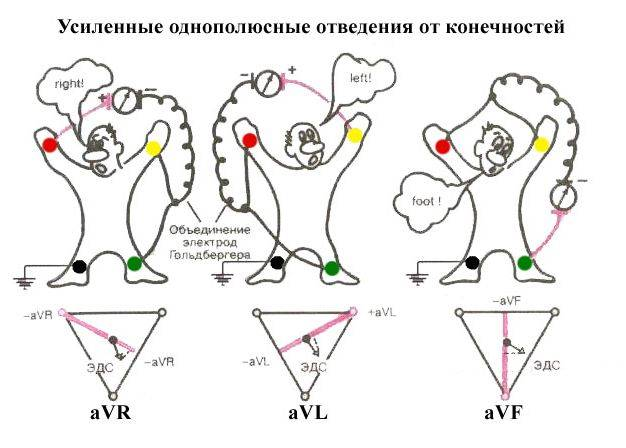 Усиленные однополюсные отведения от конечностей
right!
+
−
−
+
left!
foot !
−
+
Объединение
электрод
Гольдбергера
−aVR
−aVR
ЭДС
+aVL
−aVL
ЭДС
−aVF
ЭДС
aVR
aVL
aVF